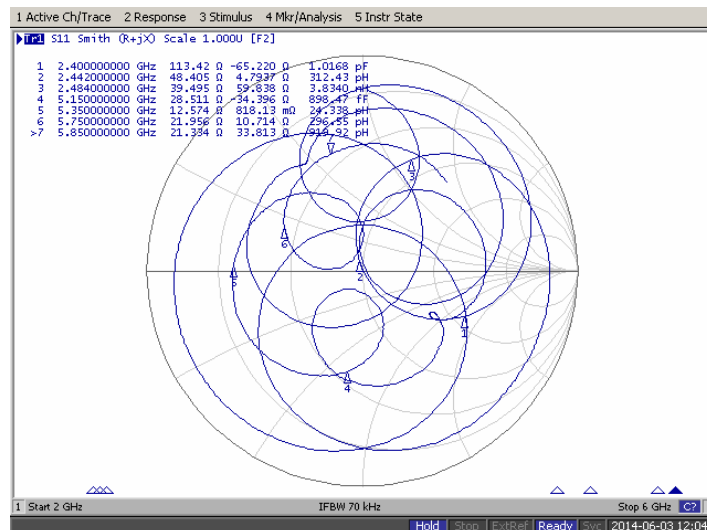 1 Active Ch/Trace 2 Response 3 Stimulus 4 Mkr/Analysis 5 Instr State
Tr1 S11 Smith (R+jX) Scale 1.000U [F2]
1 2.400000000 GHz 113.42 Ω -65.220 Ω 1.0168 pF
2 2.442000000 GHz 48.405 Ω 4.7937 Ω 312.43 pH
3 2.484000000 GHz 39.495 Ω 59.838 Ω 3.8340 nH
4 5.150000000 GHz 28.511 Ω -34.396 Ω 898.47 fF
5 5.350000000 GHz 12.574 Ω 818.13 mΩ 24.338 pH
6 5.750000000 GHz 21.956 Ω 10.714 Ω 296.55 pH
>7 5.850000000 GHz 21.334 Ω 33.813 Ω 919.92 pH
3
6
2
5
1
4
1 Start 2 GHz IFBW 70 kHz Stop 6 GHz C?
Hold Stop ExtRef Ready Svc 2014-06-03 12:04